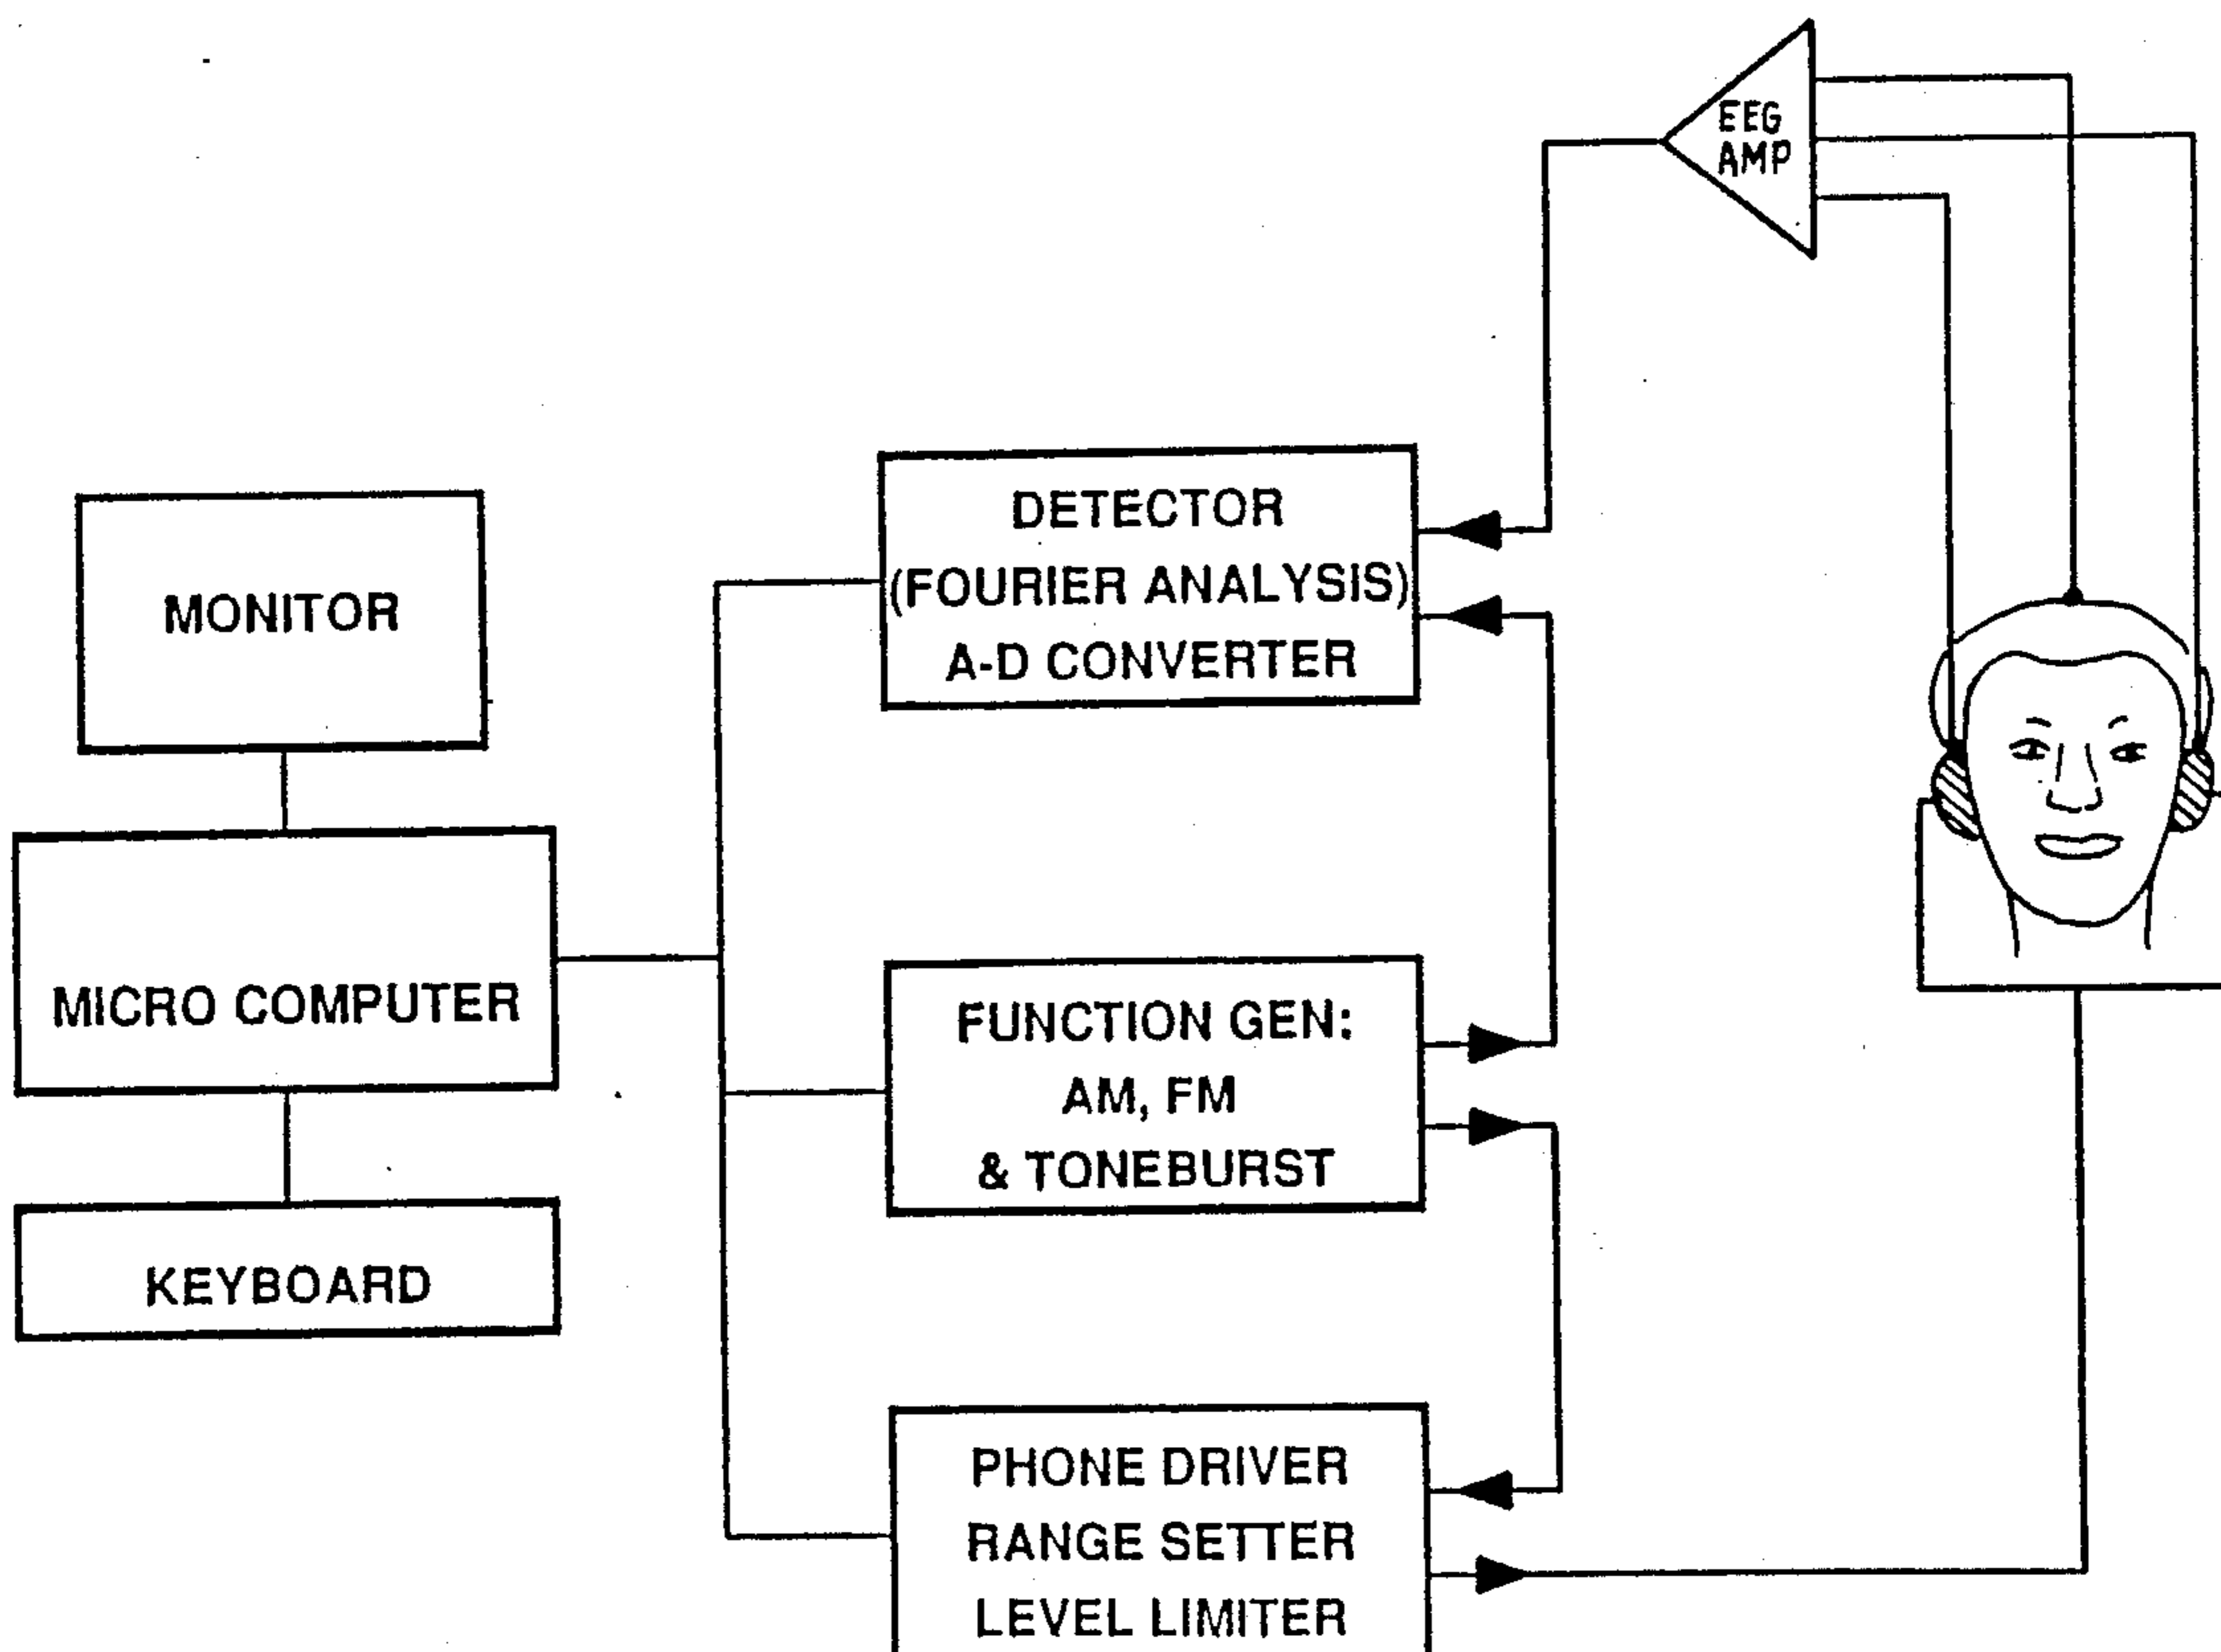 EEG
AMP
DETECTOR
(FOURIER ANALYSIS)
A-D CONVERTER
MONITOR
MICRO COMPUTER
FUNCTION GEN:
AM, FM
& TONEBURST
KEYBOARD
PHONE DRIVER
RANGE SETTER
LEVEL LIMITER